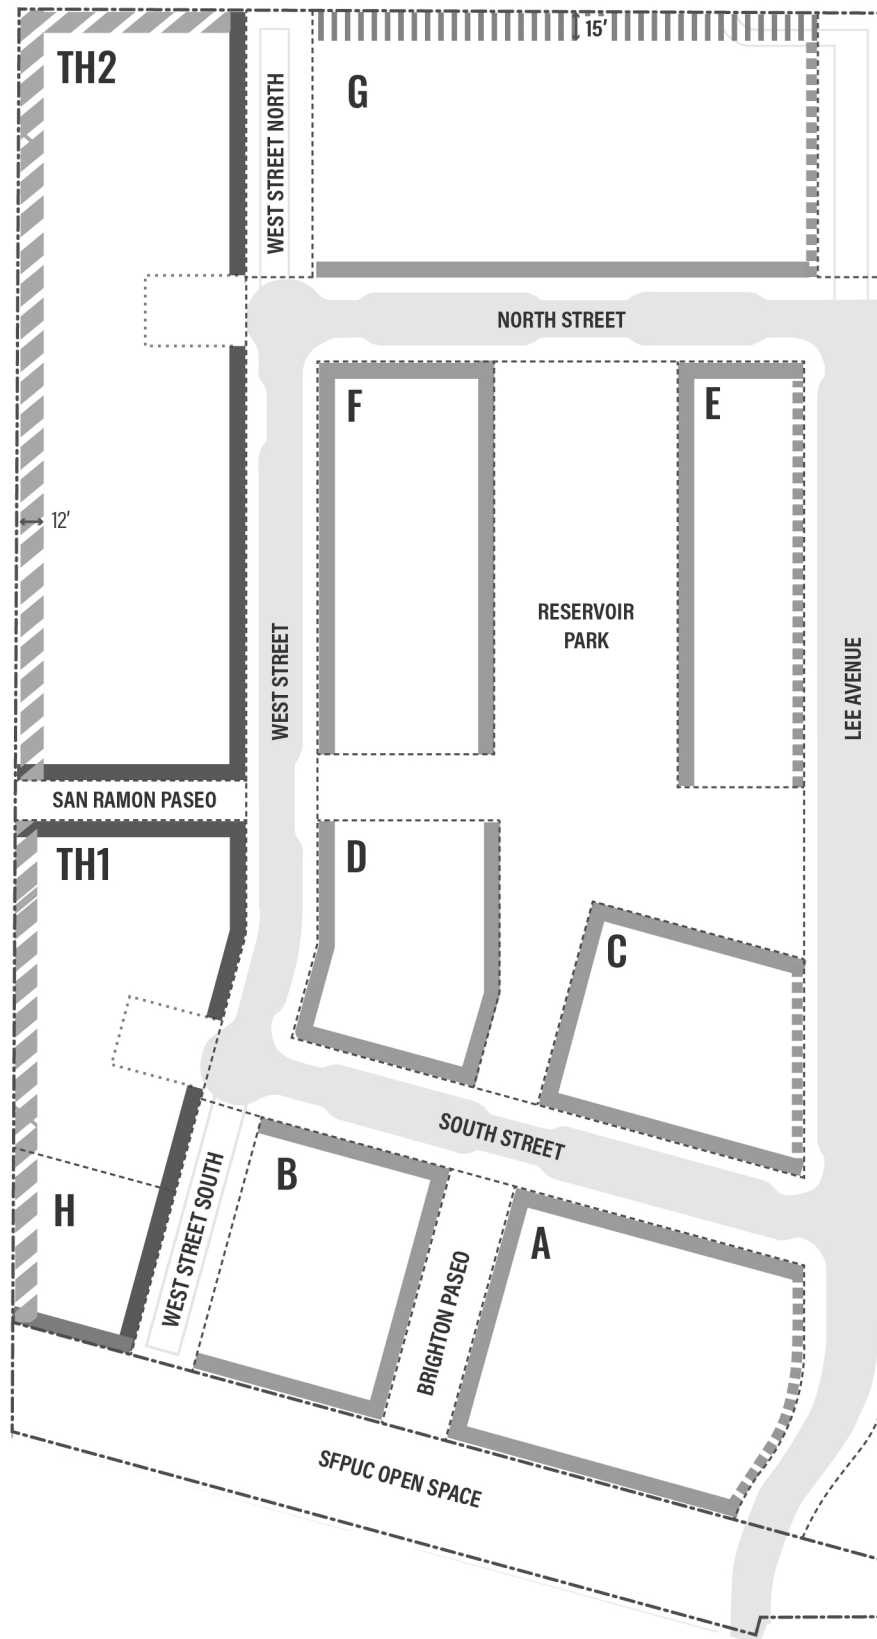 15'
TH2
G
WEST STREET NORTH
NORTH STREET
F
E
12'
RESERVOIR
PARK
WEST STREET
LEE AVENUE
SAN RAMON PASEO
TH1
D
C
SOUTH STREET
B
H
WEST STREET SOUTH
A
BRIGHTON PASEO
SFPUC OPEN SPACE